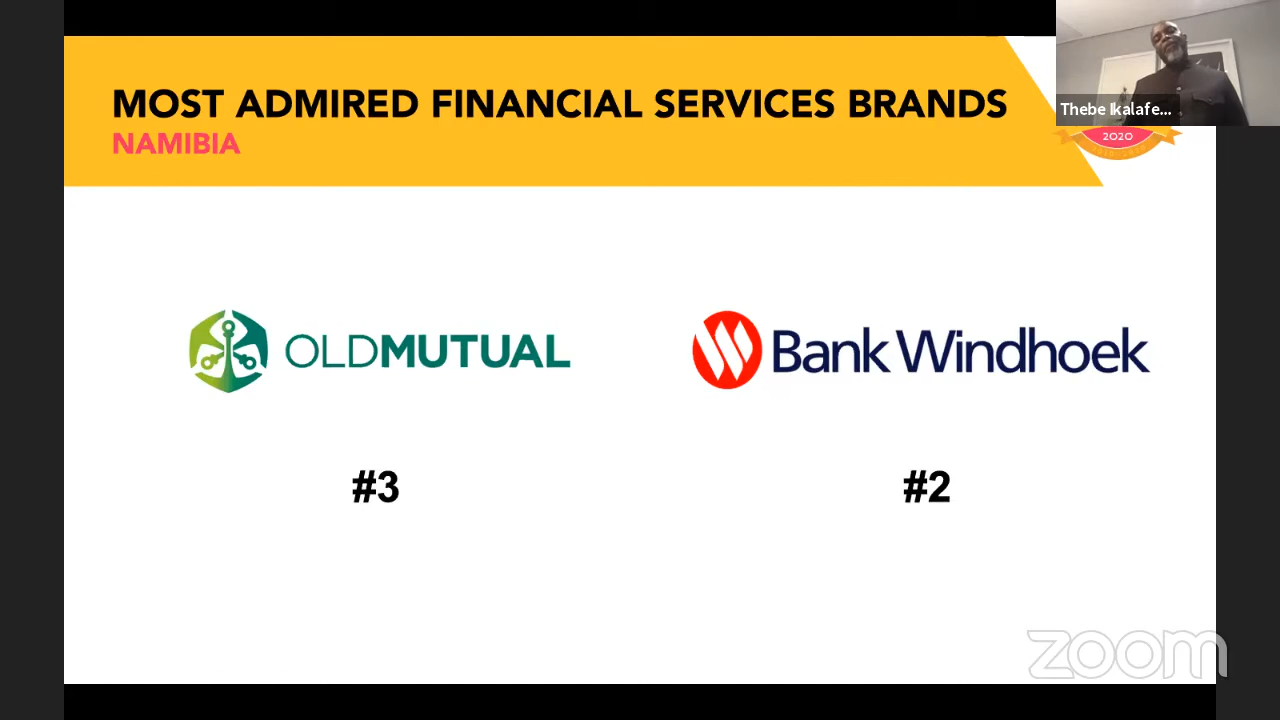 MOST ADMIRED FINANCIAL SERVICES BRANDS
NAMIBIA
Thebe Ikalafe...
2020
OLDMUTUAL
Bank Windhoek
#3
#2
zoom